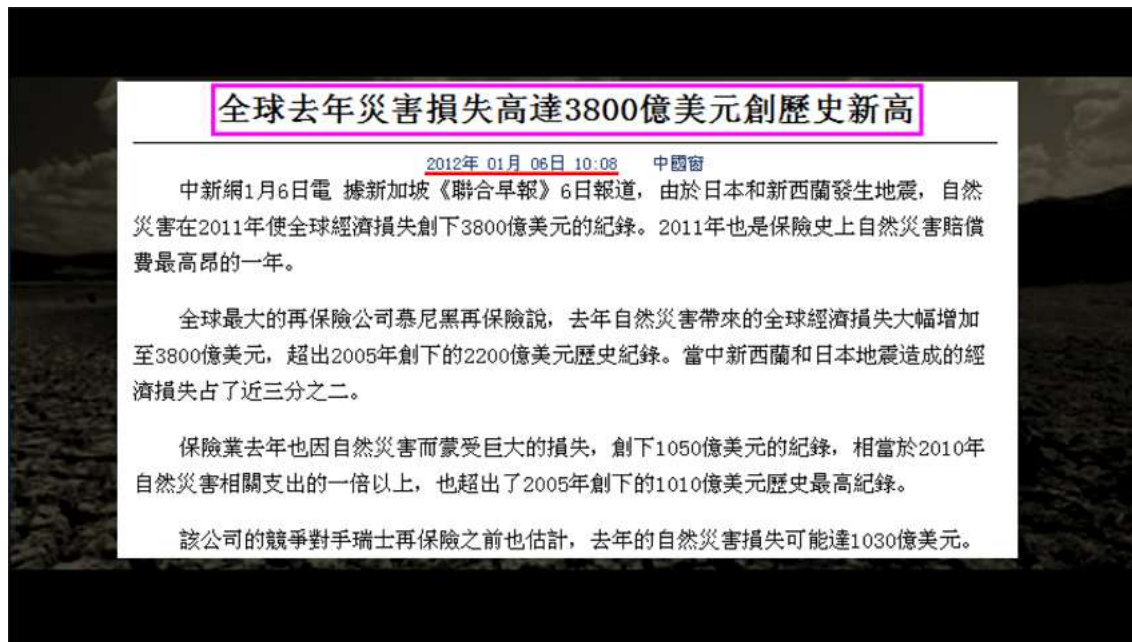 全球去年災害損失高達3800億美元創歷史新高
2012年 01月 06日 10:08 中國窗
中新網1月6日電 據新加坡《聯合早報》6日報道，由於日本和新西蘭發生地震，自然
災害在2011年使全球經濟損失創下3800億美元的紀錄。2011年也是保險史上自然災害賠償
費最高昂的一年。
全球最大的再保險公司慕尼黑再保險說，去年自然災害帶來的全球經濟損失大幅增加
至3800億美元，超出2005年創下的2200億美元歷史紀錄。當中新西蘭和日本地震造成的經
濟損失占了近三分之二。
保險業去年也因自然災害而蒙受巨大的損失，創下1050億美元的紀錄，相當於2010年
自然災害相關支出的一倍以上，也超出了2005年創下的1010億美元歷史最高紀錄。
該公司的競爭對手瑞士再保險之前也估計，去年的自然災害損失可能達1030億美元。